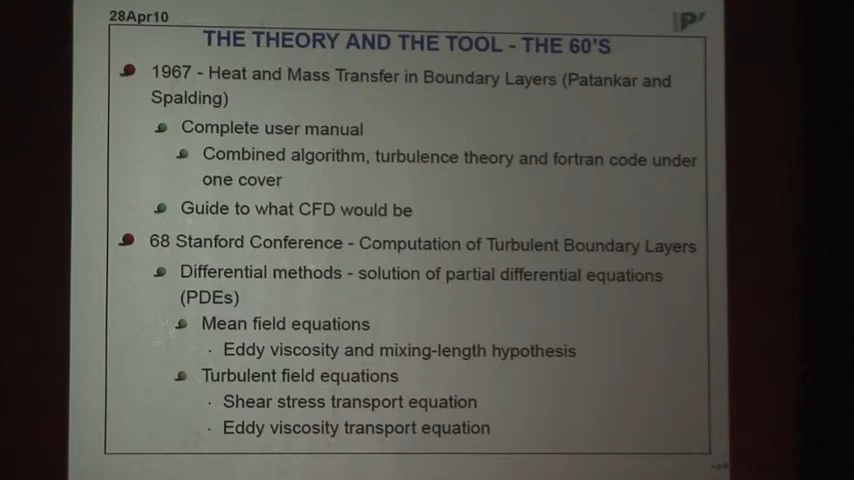 28Apr10
THE THEORY AND THE TOOL - THE 60'S
1967 - Heat and Mass Transfer in Boundary Layers (Patankar and
Spalding)
Complete user manual
Combined algorithm, turbulence theory and fortran code under
one cover
Guide to what CFD would be
68 Stanford Conference - Computation of Turbulent Boundary Layers
Differential methods - solution of partial differential equations
(PDEs)
Mean field equations
· Eddy viscosity and mixing-length hypothesis
Turbulent field equations
· Shear stress transport equation
· Eddy viscosity transport equation